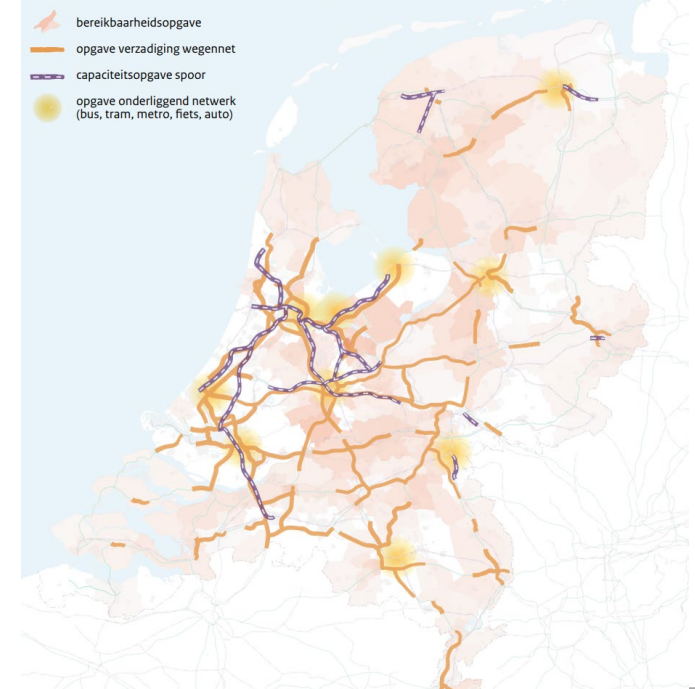 bereikbaarheidsopgave
opgave verzadiging wegennet
capaciteitsopgave spoor
opgave onderliggend netwerk
(bus, tram, metro, fiets, auto)